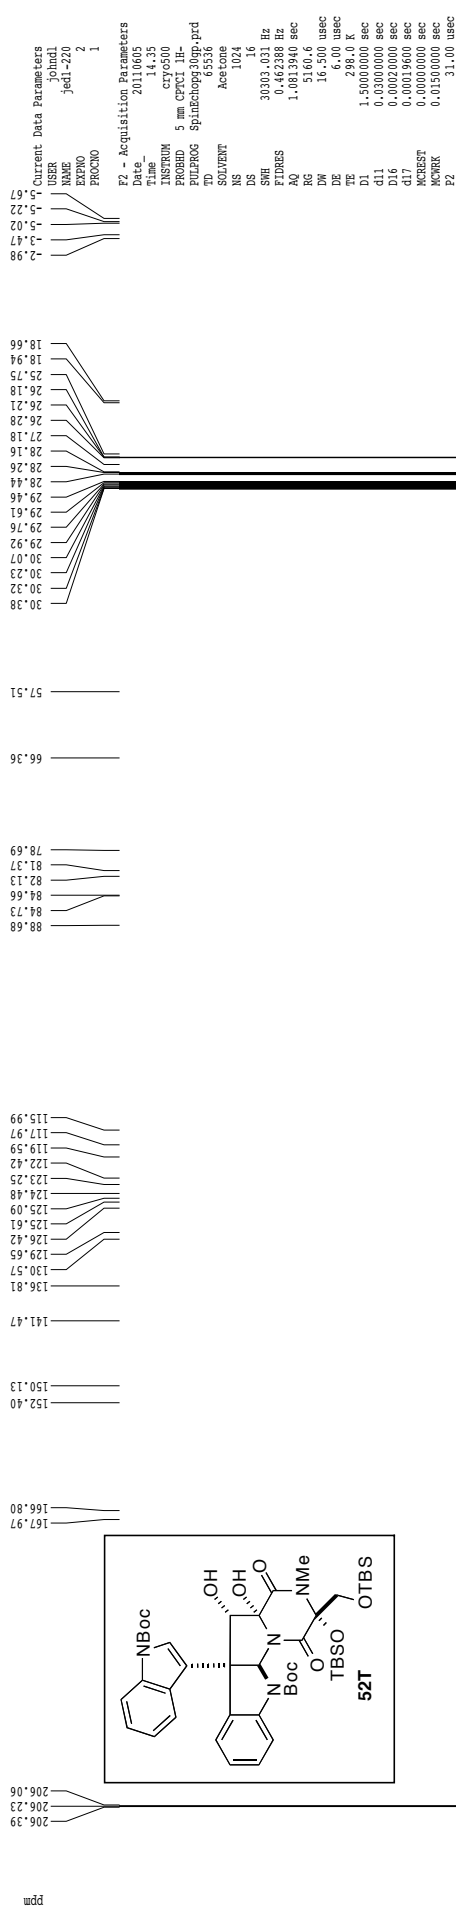 Current Data Parameters
USER johndl
NAME jedl-220
EXPNO 2
PROCNO 1
F2 - Acquisition Parameters
Date_ 20110605
Time 14.35
INSTRUM cryo500
PROBHD 5 mm CPTCI 1H-
PULPROG SpinEchopg30gp.prd
TD 65536
SOLVENT Acetone
NS 1024
DS 16
SWH 30303.031 Hz
FIDRES 0.462388 Hz
AQ 1.0813940 sec
RG 5160.6
DW 16.500 usec
DE 6.00 usec
TE 298.0 K
D1 1.50000000 sec
d11 0.03000000 sec
D16 0.00020000 sec
d17 0.00019600 sec
MCREST 0.00000000 sec
MCWRK 0.01500000 sec
P2 31.00 usec
-5.67
-5.22
-5.02
-3.47
-2.98
18.66
18.94
25.75
26.18
26.21
26.28
27.18
28.16
28.26
28.44
29.46
29.61
29.76
29.92
30.07
30.23
30.32
30.38
57.51
66.36
78.69
81.37
82.13
84.66
84.73
88.68
115.99
117.97
119.59
122.42
123.25
124.48
125.09
125.61
126.42
129.65
130.57
136.81
141.47
150.13
152.40
166.80
167.97
NBoc
OH
OH
O
NMe
N
O
N
Boc
TBSO
OTBS
52T
206.06
206.23
206.39
ppm